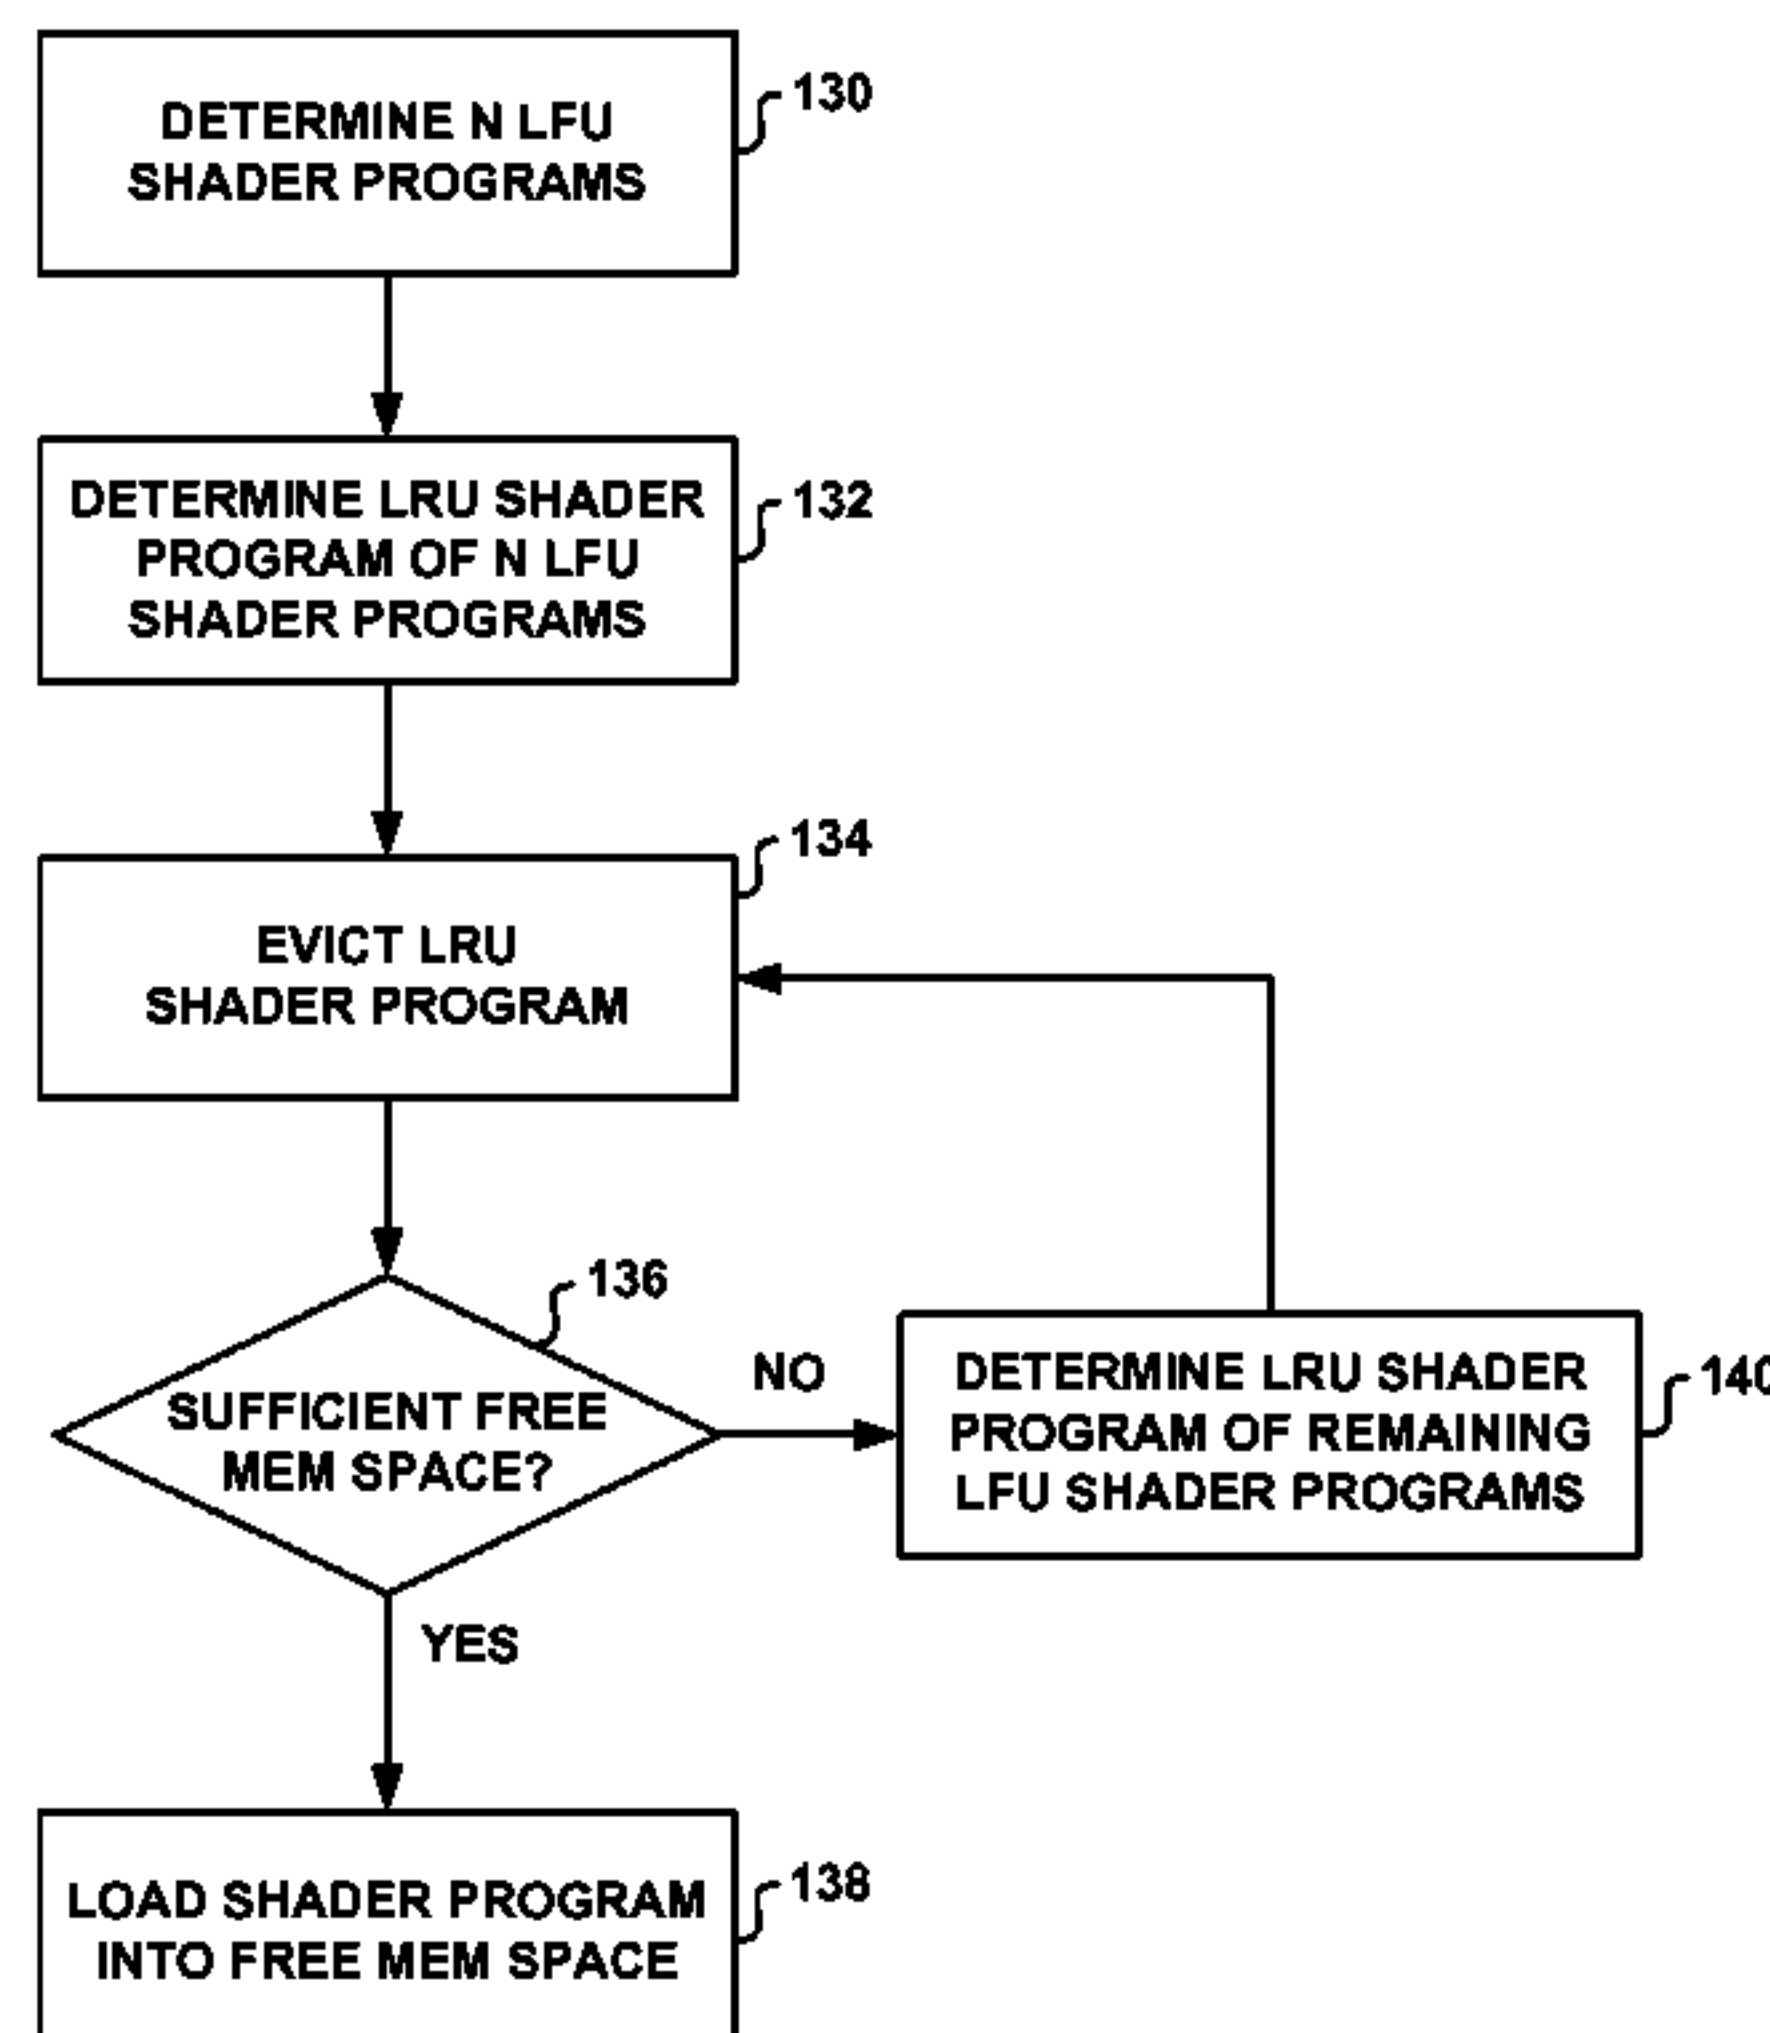 DETERMINE N LFU
SHADER PROGRAMS
130
DETERMINE LRU SHADER
PROGRAM OF N LFU
SHADER PROGRAMS
132
EVICT LRU
SHADER PROGRAM
134
SUFFICIENT FREE
MEM SPACE?
136
NO
DETERMINE LRU SHADER
PROGRAM OF REMAINING
LFU SHADER PROGRAMS
140
YES
LOAD SHADER PROGRAM
INTO FREE MEM SPACE
138